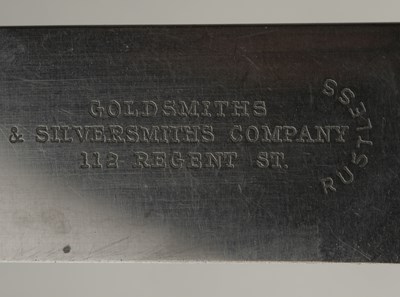 GOLDSMITHS
& SILVERSMITHS COMPANY
112 REGENT ST.
RUSTLESS